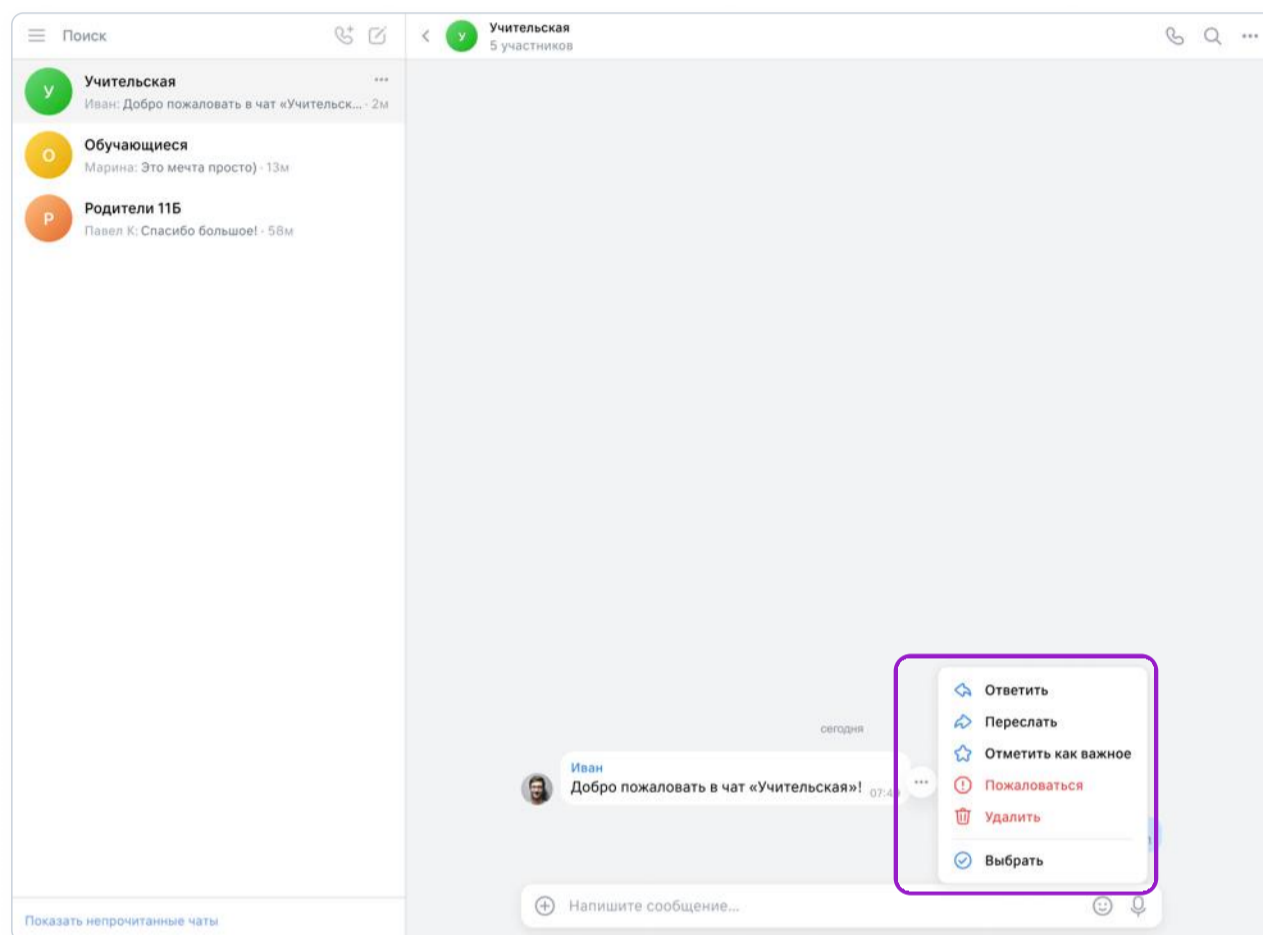 Поиск
У
Учительская
Иван: Добро пожаловать в чат «Учительск... · 2м
О
Обучающиеся
Марина: Это мечта просто) · 13м
Р
Родители 11Б
Павел К: Спасибо большое! · 58м
Показать непрочитанные чаты
У
Учительская
5 участников
сегодня
Иван
Добро пожаловать в чат «Учительская»!
Ответить
Переслать
Отметить как важное
Пожаловаться
Удалить
Выбрать
Напишите сообщение...